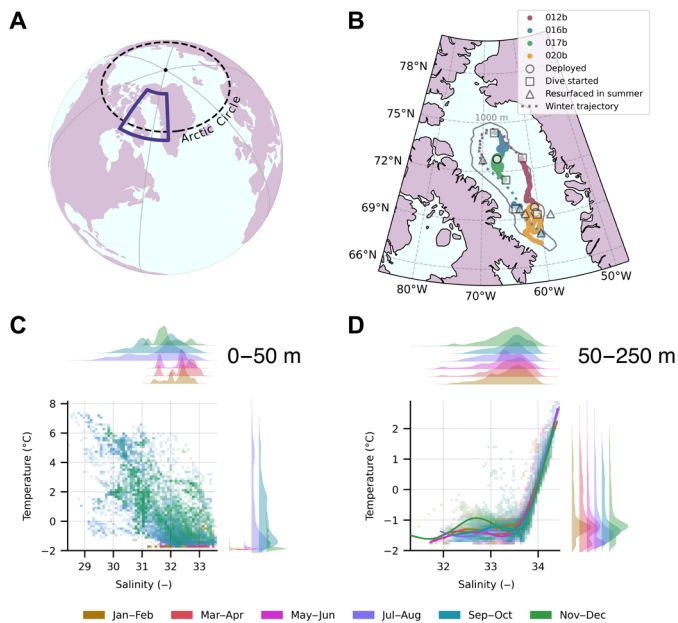 A
Arctic Circle
B
012b
016b
017b
020b
Deployed
Dive started
Resurfaced in summer
Winter trajectory
1000 m
78°N
75°N
72°N
69°N
66°N
80°W
70°W
60°W
50°W
C
0–50 m
8
6
4
2
0
−2
Temperature (°C)
29
30
31
32
33
Salinity (–)
D
50–250 m
2
1
0
−1
−2
Temperature (°C)
32
33
34
Salinity (–)
Jan–Feb
Mar–Apr
May–Jun
Jul–Aug
Sep–Oct
Nov–Dec